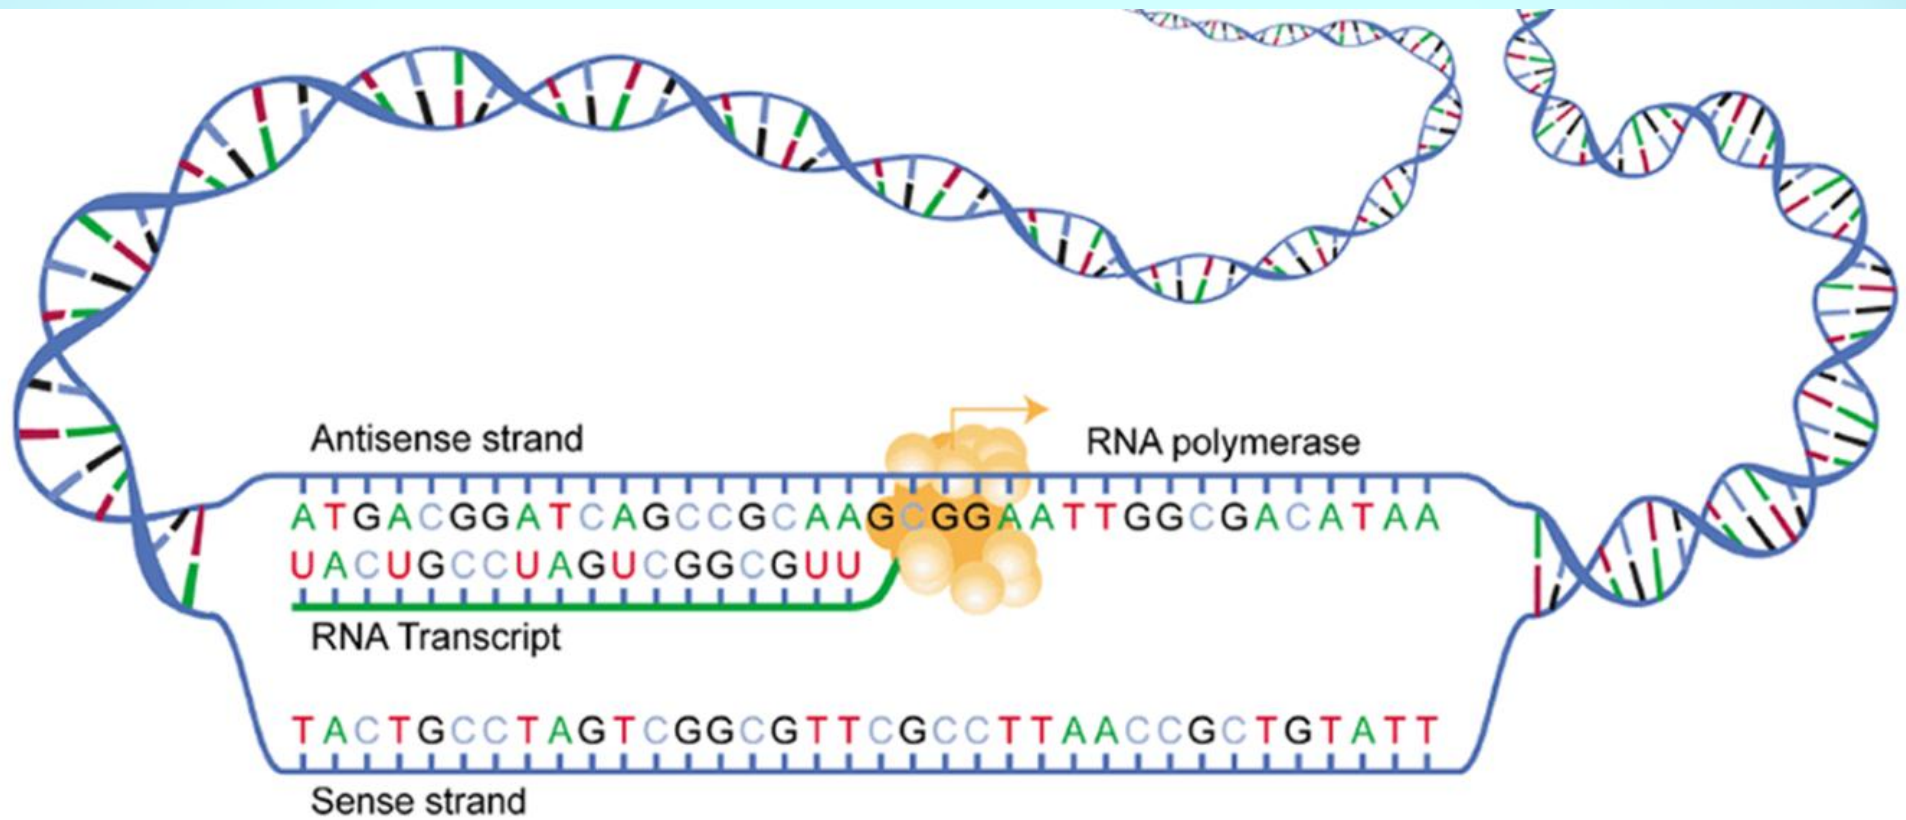 Antisense strand
RNA polymerase
ATGACGGATCAGCCGCAAGCGGAATTGGCGACATAA
UACUGCCUAGUCGGCGUU
RNA Transcript
TACTGCCTAGTCGGCGTTCGCCTTAACCGCTGTATT
Sense strand